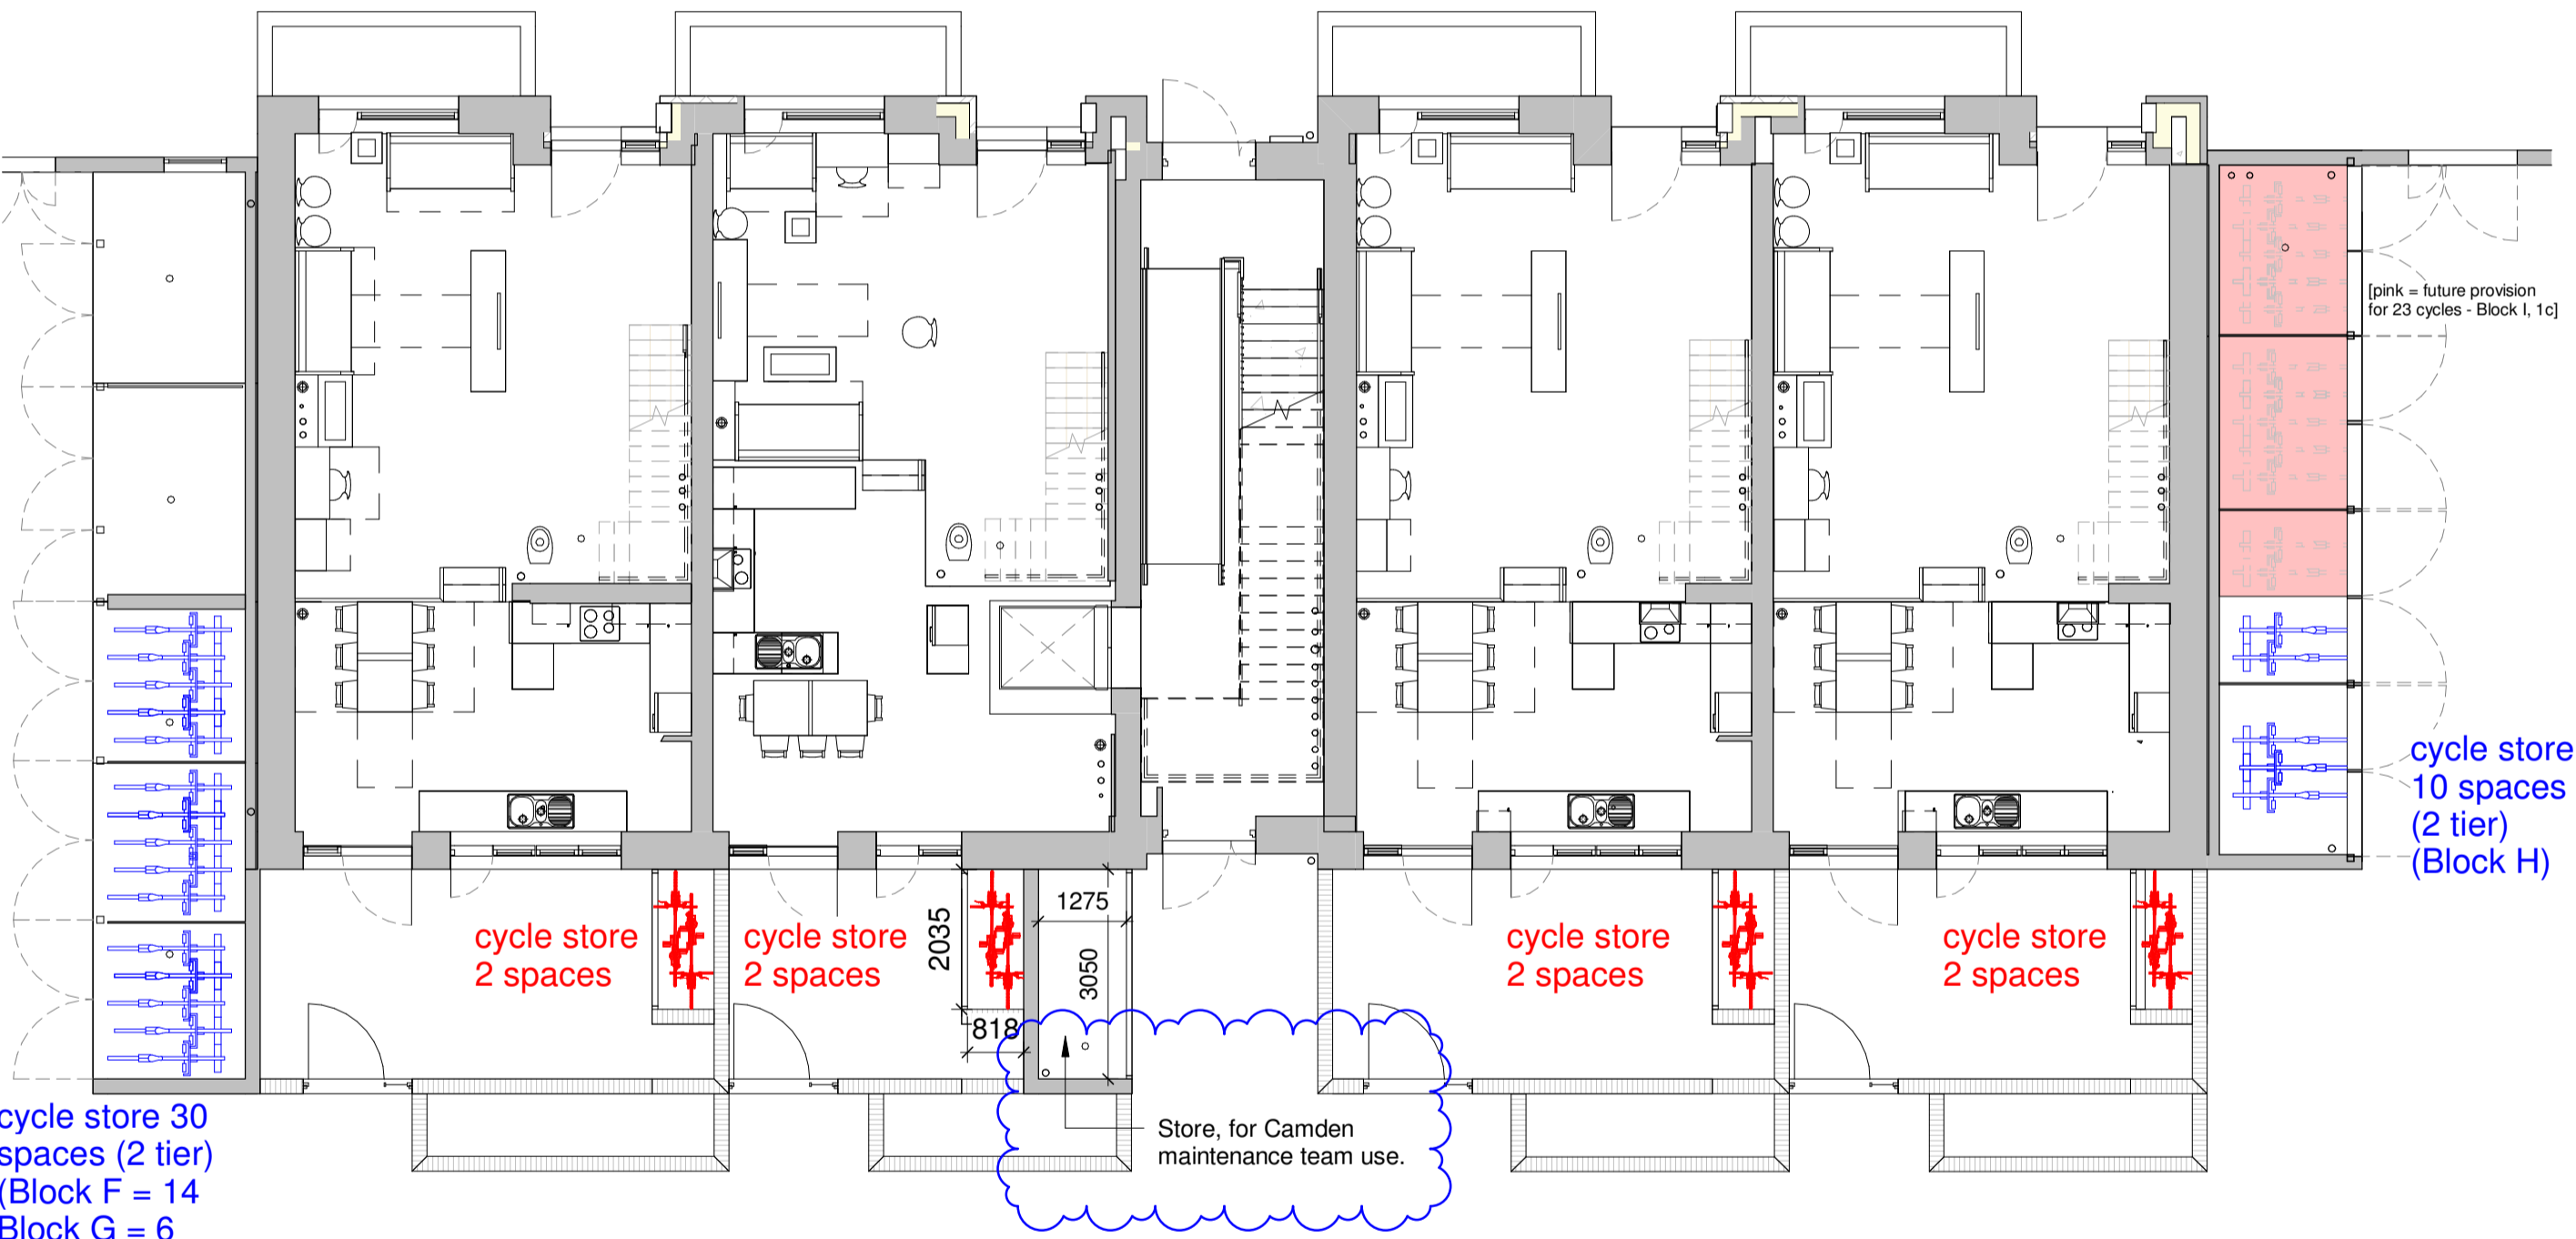 [pink = future provision
for 23 cycles - Block I, 1c]
cycle store
10 spaces
(2 tier)
(Block H)
cycle store
2 spaces
cycle store
2 spaces
2035
818
1275
3050
cycle store
2 spaces
cycle store
2 spaces
Store, for Camden
maintenance team use.
cycle store 30
spaces (2 tier)
(Block F = 14
Block G = 6